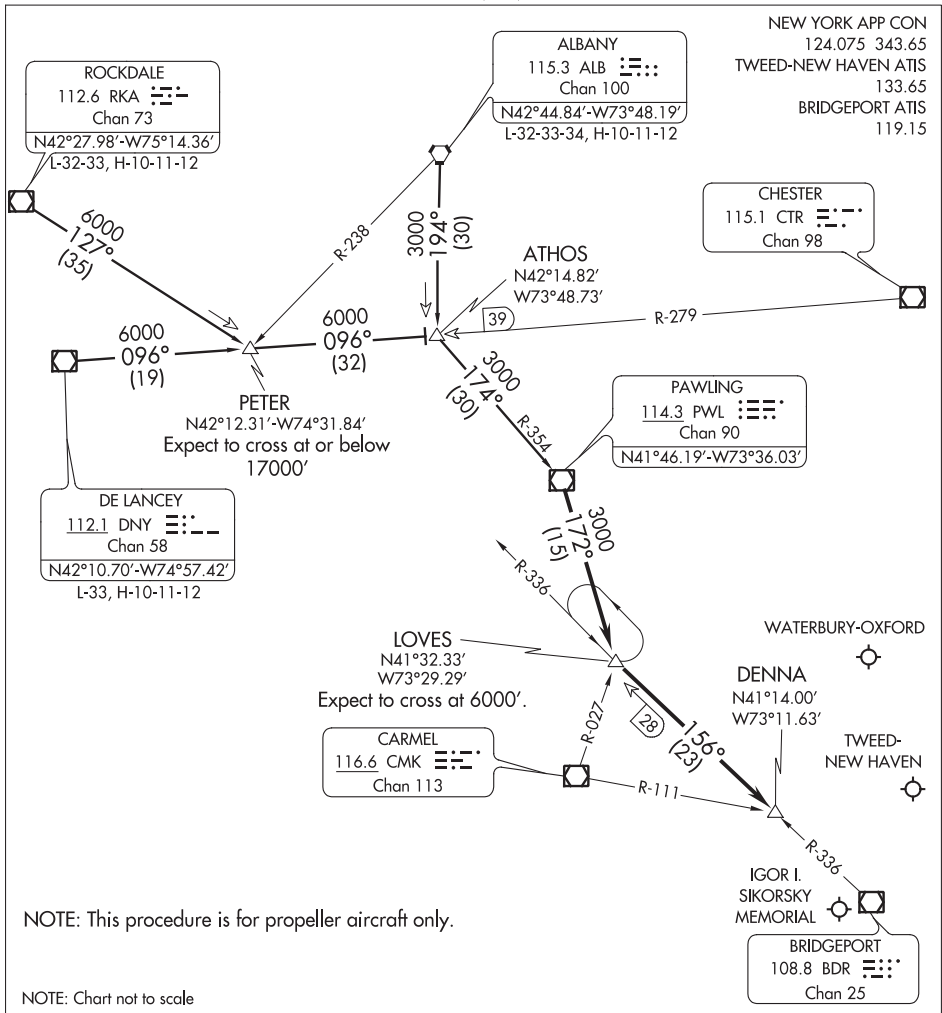 NEW YORK APP CON
124.075 343.65
TWEED-NEW HAVEN ATIS
133.65
BRIDGEPORT ATIS
119.15
ROCKDALE
112.6 RKA
Chan 73
N42°27.98'-W75°14.36'
L-32-33, H-10-11-12
ALBANY
115.3 ALB
Chan 100
N42°44.84'-W73°48.19'
L-32-33-34, H-10-11-12
CHESTER
115.1 CTR
Chan 98
6000
127°
(35)
R-238
3000
194°
(30)
ATHOS
N42°14.82'
W73°48.73'
39
R-279
6000
096°
(19)
6000
096°
(32)
PETER
N42°12.31'-W74°31.84'
Expect to cross at or below
17000'
3000
174°
(30)
R-354
PAWLING
114.3 PWL
Chan 90
N41°46.19'-W73°36.03'
DE LANCEY
112.1 DNY
Chan 58
N42°10.70'-W74°57.42'
L-33, H-10-11-12
3000
172°
(15)
R-336
LOVES
N41°32.33'
W73°29.29'
Expect to cross at 6000'.
WATERBURY-OXFORD
DENNA
N41°14.00'
W73°11.63'
R-027
28
156°
(23)
CARMEL
116.6 CMK
Chan 113
R-111
TWEED-
NEW HAVEN
R-336
IGOR I.
SIKORSKY
MEMORIAL
BRIDGEPORT
108.8 BDR
Chan 25
NOTE: This procedure is for propeller aircraft only.
NOTE: Chart not to scale